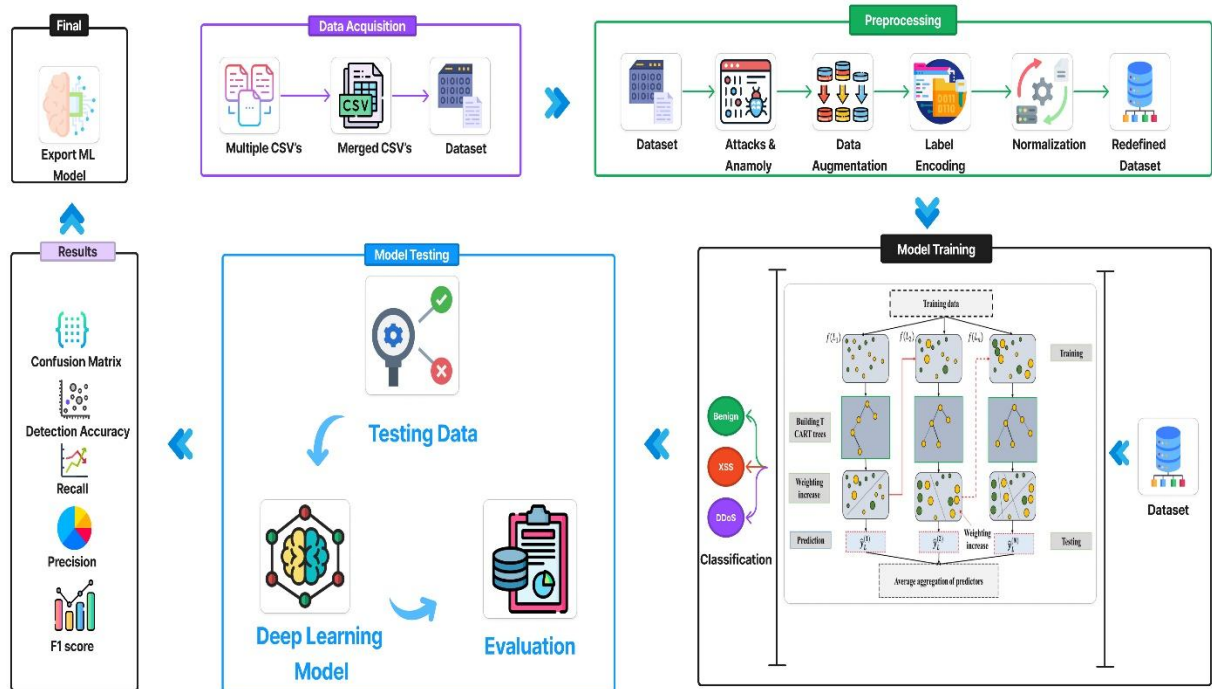 Final
Export ML
Model
Data Acquisition
Multiple CSV's
CSV
Merged CSV's
Dataset
Preprocessing
Dataset
Attacks &
Anamoly
Data
Augmentation
Label
Encoding
Normalization
Redefined
Dataset
Model Training
Training data
Training
Building T
CART trees
Weighting
increase
Weighting
increase
Prediction
Testing
Average aggregation of predictors
Dataset
Benign
XSS
DDoS
Classification
Model Testing
Testing Data
Deep Learning
Model
Evaluation
Results
Confusion Matrix
Detection Accuracy
Recall
Precision
F1 score